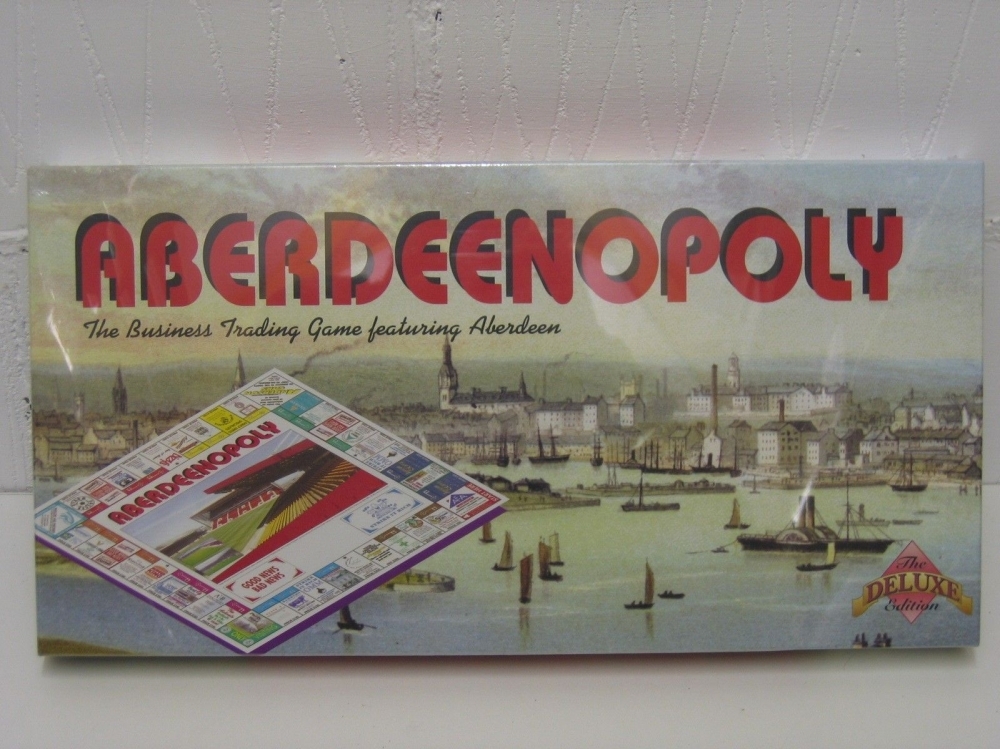 ABERDEENOPOLY
The Business Trading Game featuring Aberdeen
ABERDEENOPOLY
GOOD NEWS
BAD NEWS
The
DELUXE
Edition